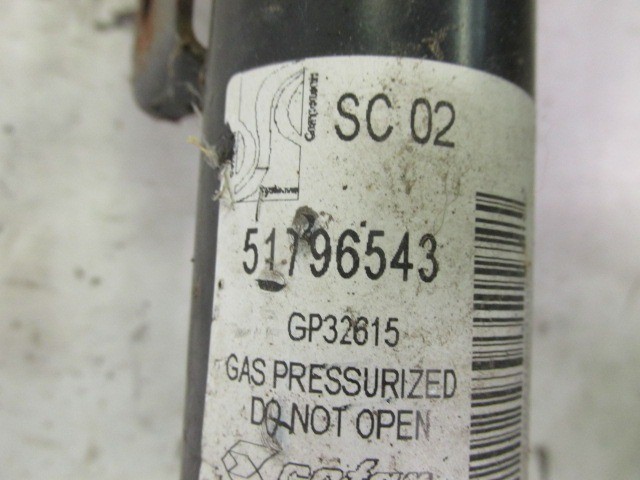 SC 02
51796543
GP32615
GAS PRESSURIZED
DO NOT OPEN